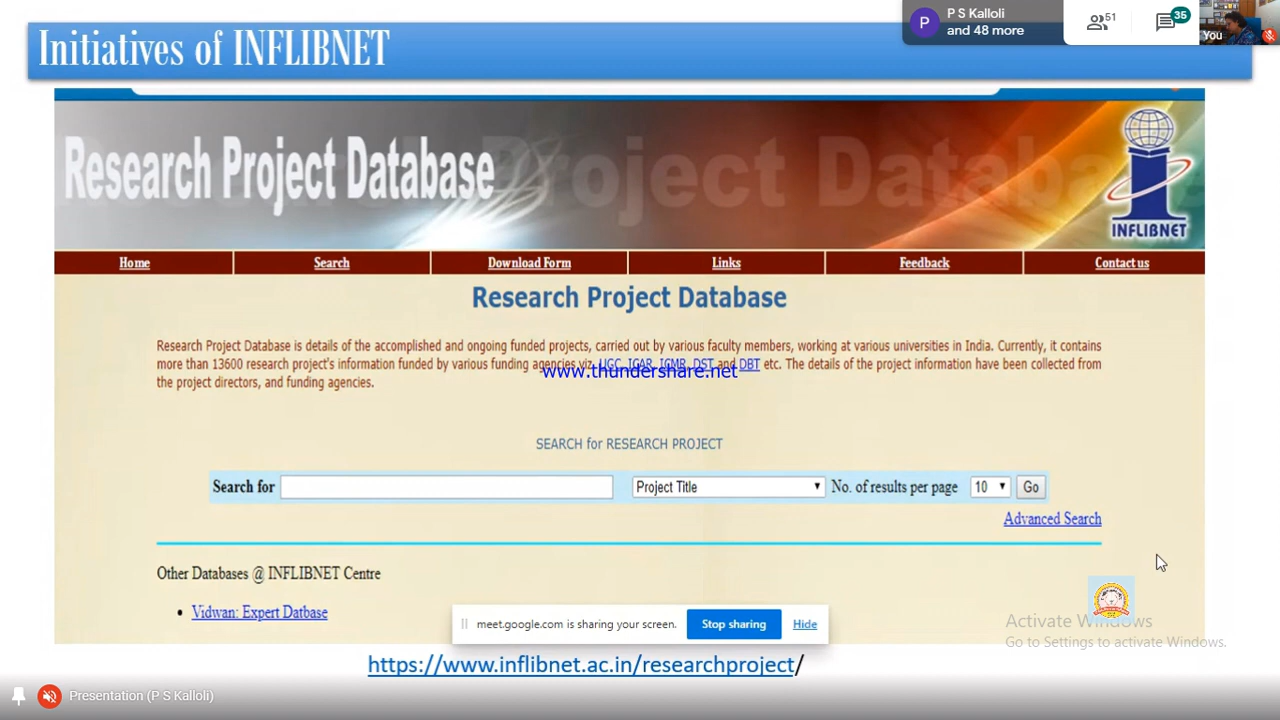 Initiatives of INFLIBNET
P S Kalloli
and 48 more
P
51
35
You
Research Project Database
Project Database
INFLIBNET
Home Search Download Form Links Feedback Contact us
Research Project Database
Research Project Database is details of the accomplished and ongoing funded projects, carried out by various faculty members, working at various universities in India. Currently, it contains
more than 13600 research project's information funded by various funding agencies viz. UGC, IGAR, IGMR, DST and DBT etc. The details of the project information have been collected from
the project directors, and funding agencies.
www.thundershare.net
SEARCH for RESEARCH PROJECT
Search for Project Title No. of results per page 10 Go
Advanced Search
Other Databases @ INFLIBNET Centre
• Vidwan: Expert Datbase
meet.google.com is sharing your screen. Stop sharing Hide
Activate Windows
Go to Settings to activate Windows.
https://www.inflibnet.ac.in/researchproject/
Presentation (P S Kalloli)